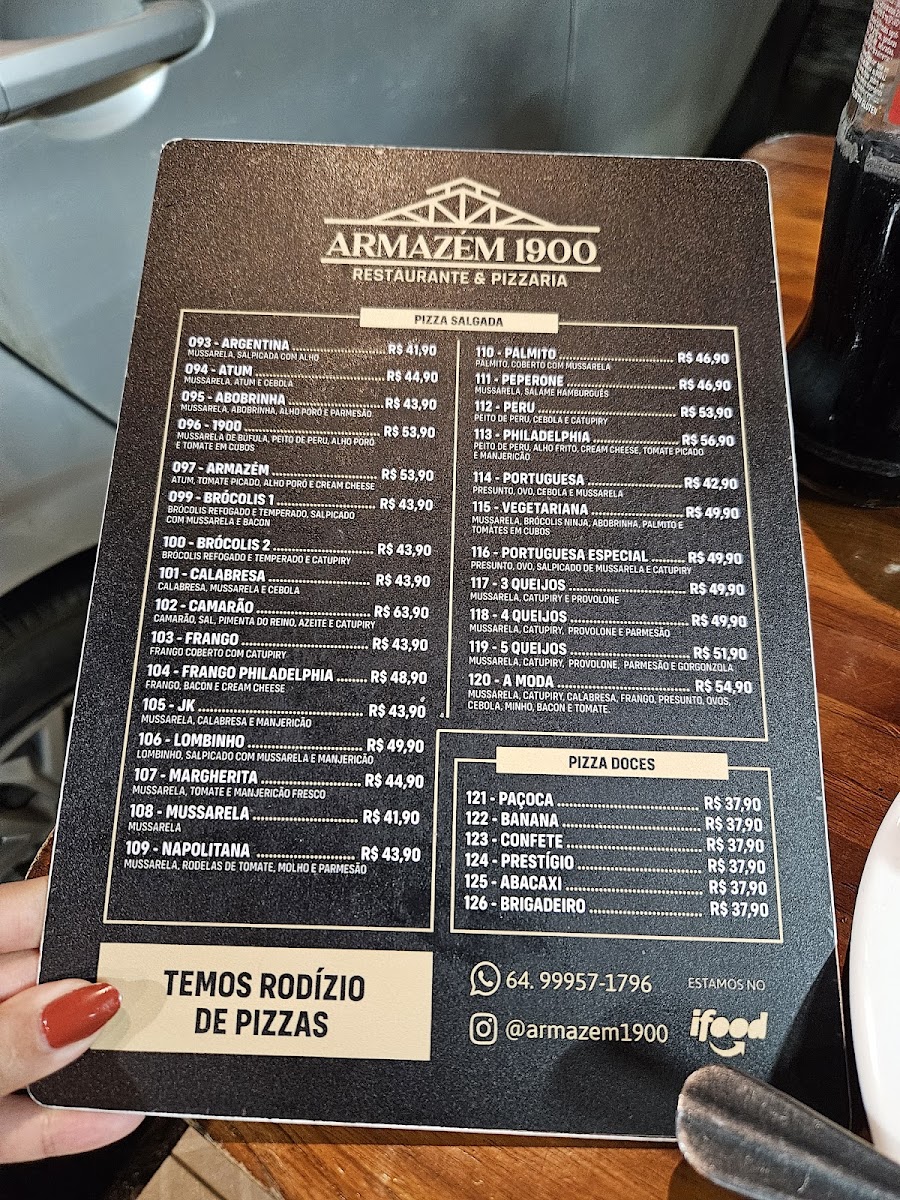 ARMAZÉM 1900
RESTAURANTE & PIZZARIA
PIZZA SALGADA
093 - ARGENTINA R$ 41,90
MUSSARELA, SALPICADA COM ALHO
094 - ATUM R$ 44,90
MUSSARELA, ATUM E CEBOLA
095 - ABOBRINHA R$ 43,90
MUSSARELA, ABOBRINHA, ALHO PORÓ E PARMESÃO
096 - 1900 R$ 53,90
MUSSARELA DE BÚFULA, PEITO DE PERU, ALHO PORÓ
E TOMATE EM CUBOS
097 - ARMAZÉM R$ 53,90
ATUM, TOMATE PICADO, ALHO PORÓ E CREAM CHEESE
099 - BRÓCOLIS 1 R$ 43,90
BRÓCOLIS REFOGADO E TEMPERADO, SALPICADO
COM MUSSARELA E BACON
100 - BRÓCOLIS 2 R$ 43,90
BRÓCOLIS REFOGADO E TEMPERADO E CATUPIRY
101 - CALABRESA R$ 43,90
CALABRESA, MUSSARELA E CEBOLA
102 - CAMARÃO R$ 63,90
CAMARÃO, SAL, PIMENTA DO REINO, AZEITE E CATUPIRY
103 - FRANGO R$ 43,90
FRANGO COBERTO COM CATUPIRY
104 - FRANGO PHILADELPHIA R$ 48,90
FRANGO, BACON E CREAM CHEESE
105 - JK R$ 43,90
MUSSARELA, CALABRESA E MANJERICÃO
106 - LOMBINHO R$ 49,90
LOMBINHO, SALPICADO COM MUSSARELA E MANJERICÃO
107 - MARGHERITA R$ 44,90
MUSSARELA, TOMATE E MANJERICÃO FRESCO
108 - MUSSARELA R$ 41,90
MUSSARELA
109 - NAPOLITANA R$ 43,90
MUSSARELA, RODELAS DE TOMATE, MOLHO E PARMESÃO
110 - PALMITO R$ 46,90
PALMITO, COBERTO COM MUSSARELA
111 - PEPERONE R$ 46,90
MUSSARELA, SALAME HAMBURGUÊS
112 - PERU R$ 53,90
PEITO DE PERU, CEBOLA E CATUPIRY
113 - PHILADELPHIA R$ 56,90
PEITO DE PERU, ALHO FRITO, CREAM CHEESE, TOMATE PICADO
E MANJERICÃO
114 - PORTUGUESA R$ 42,90
PRESUNTO, OVO, CEBOLA E MUSSARELA
115 - VEGETARIANA R$ 49,90
MUSSARELA, BRÓCOLIS NINJA, ABOBRINHA, PALMITO E
TOMATES EM CUBOS
116 - PORTUGUESA ESPECIAL R$ 49,90
PRESUNTO, OVO, SALPICADO DE MUSSARELA E CATUPIRY
117 - 3 QUEIJOS R$ 49,90
MUSSARELA, CATUPIRY E PROVOLONE
118 - 4 QUEIJOS R$ 49,90
MUSSARELA, CATUPIRY, PROVOLONE E PARMESÃO
119 - 5 QUEIJOS R$ 51,90
MUSSARELA, CATUPIRY, PROVOLONE, PARMESÃO E GORGONZOLA
120 - A MODA R$ 54,90
MUSSARELA, CATUPIRY, CALABRESA, FRANGO, PRESUNTO, OVOS,
CEBOLA, MINHO, BACON E TOMATE.
PIZZA DOCES
121 - PAÇOCA R$ 37,90
122 - BANANA R$ 37,90
123 - CONFETE R$ 37,90
124 - PRESTÍGIO R$ 37,90
125 - ABACAXI R$ 37,90
126 - BRIGADEIRO R$ 37,90
TEMOS RODÍZIO
DE PIZZAS
64. 99957-1796
@armazem1900
ESTAMOS NO
ifood